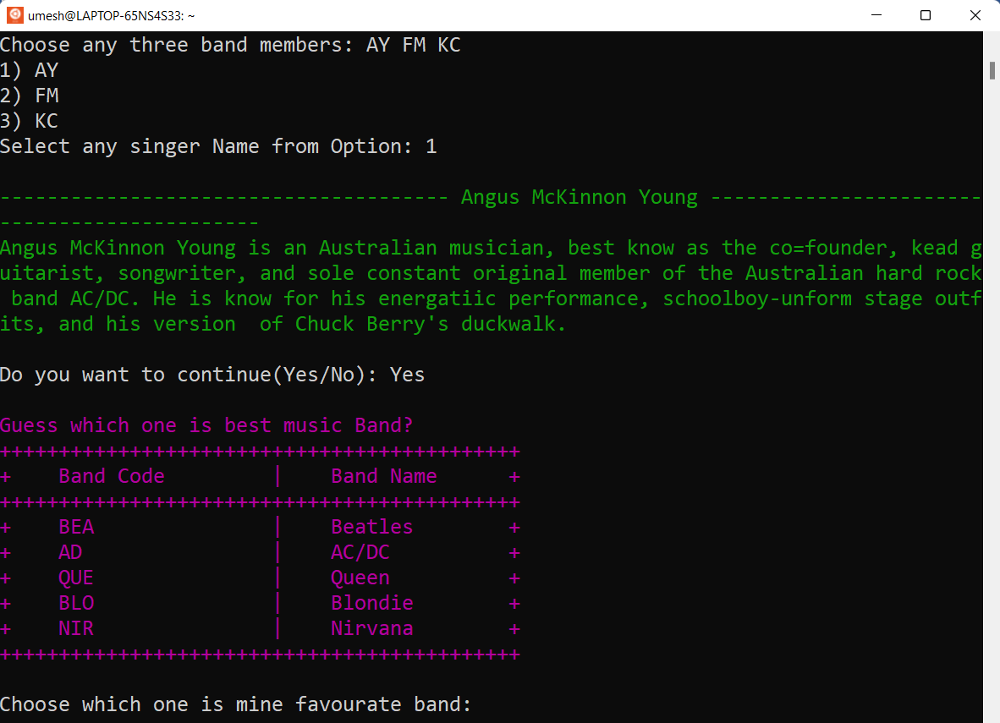 umesh@LAPTOP-65NS4S33: ~
Choose any three band members: AY FM KC
1) AY
2) FM
3) KC
Select any singer Name from Option: 1
-------------------------------------- Angus McKinnon Young -----------------------
----------------------
Angus McKinnon Young is an Australian musician, best know as the co=founder, kead g
uitarist, songwriter, and sole constant original member of the Australian hard rock
 band AC/DC. He is know for his energatiic performance, schoolboy-unform stage outf
its, and his version  of Chuck Berry's duckwalk.
Do you want to continue(Yes/No): Yes
Guess which one is best music Band?
++++++++++++++++++++++++++++++++++++++++++++
+    Band Code         |    Band Name      +
++++++++++++++++++++++++++++++++++++++++++++
+    BEA               |    Beatles        +
+    AD                |    AC/DC          +
+    QUE               |    Queen          +
+    BLO               |    Blondie        +
+    NIR               |    Nirvana        +
++++++++++++++++++++++++++++++++++++++++++++
Choose which one is mine favourate band: